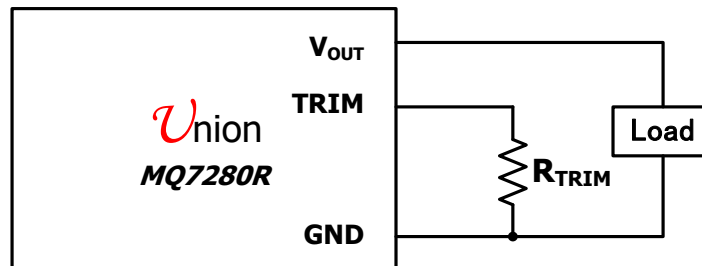 VOUT
TRIM
Union
MQ7280R
Load
RTRIM
GND